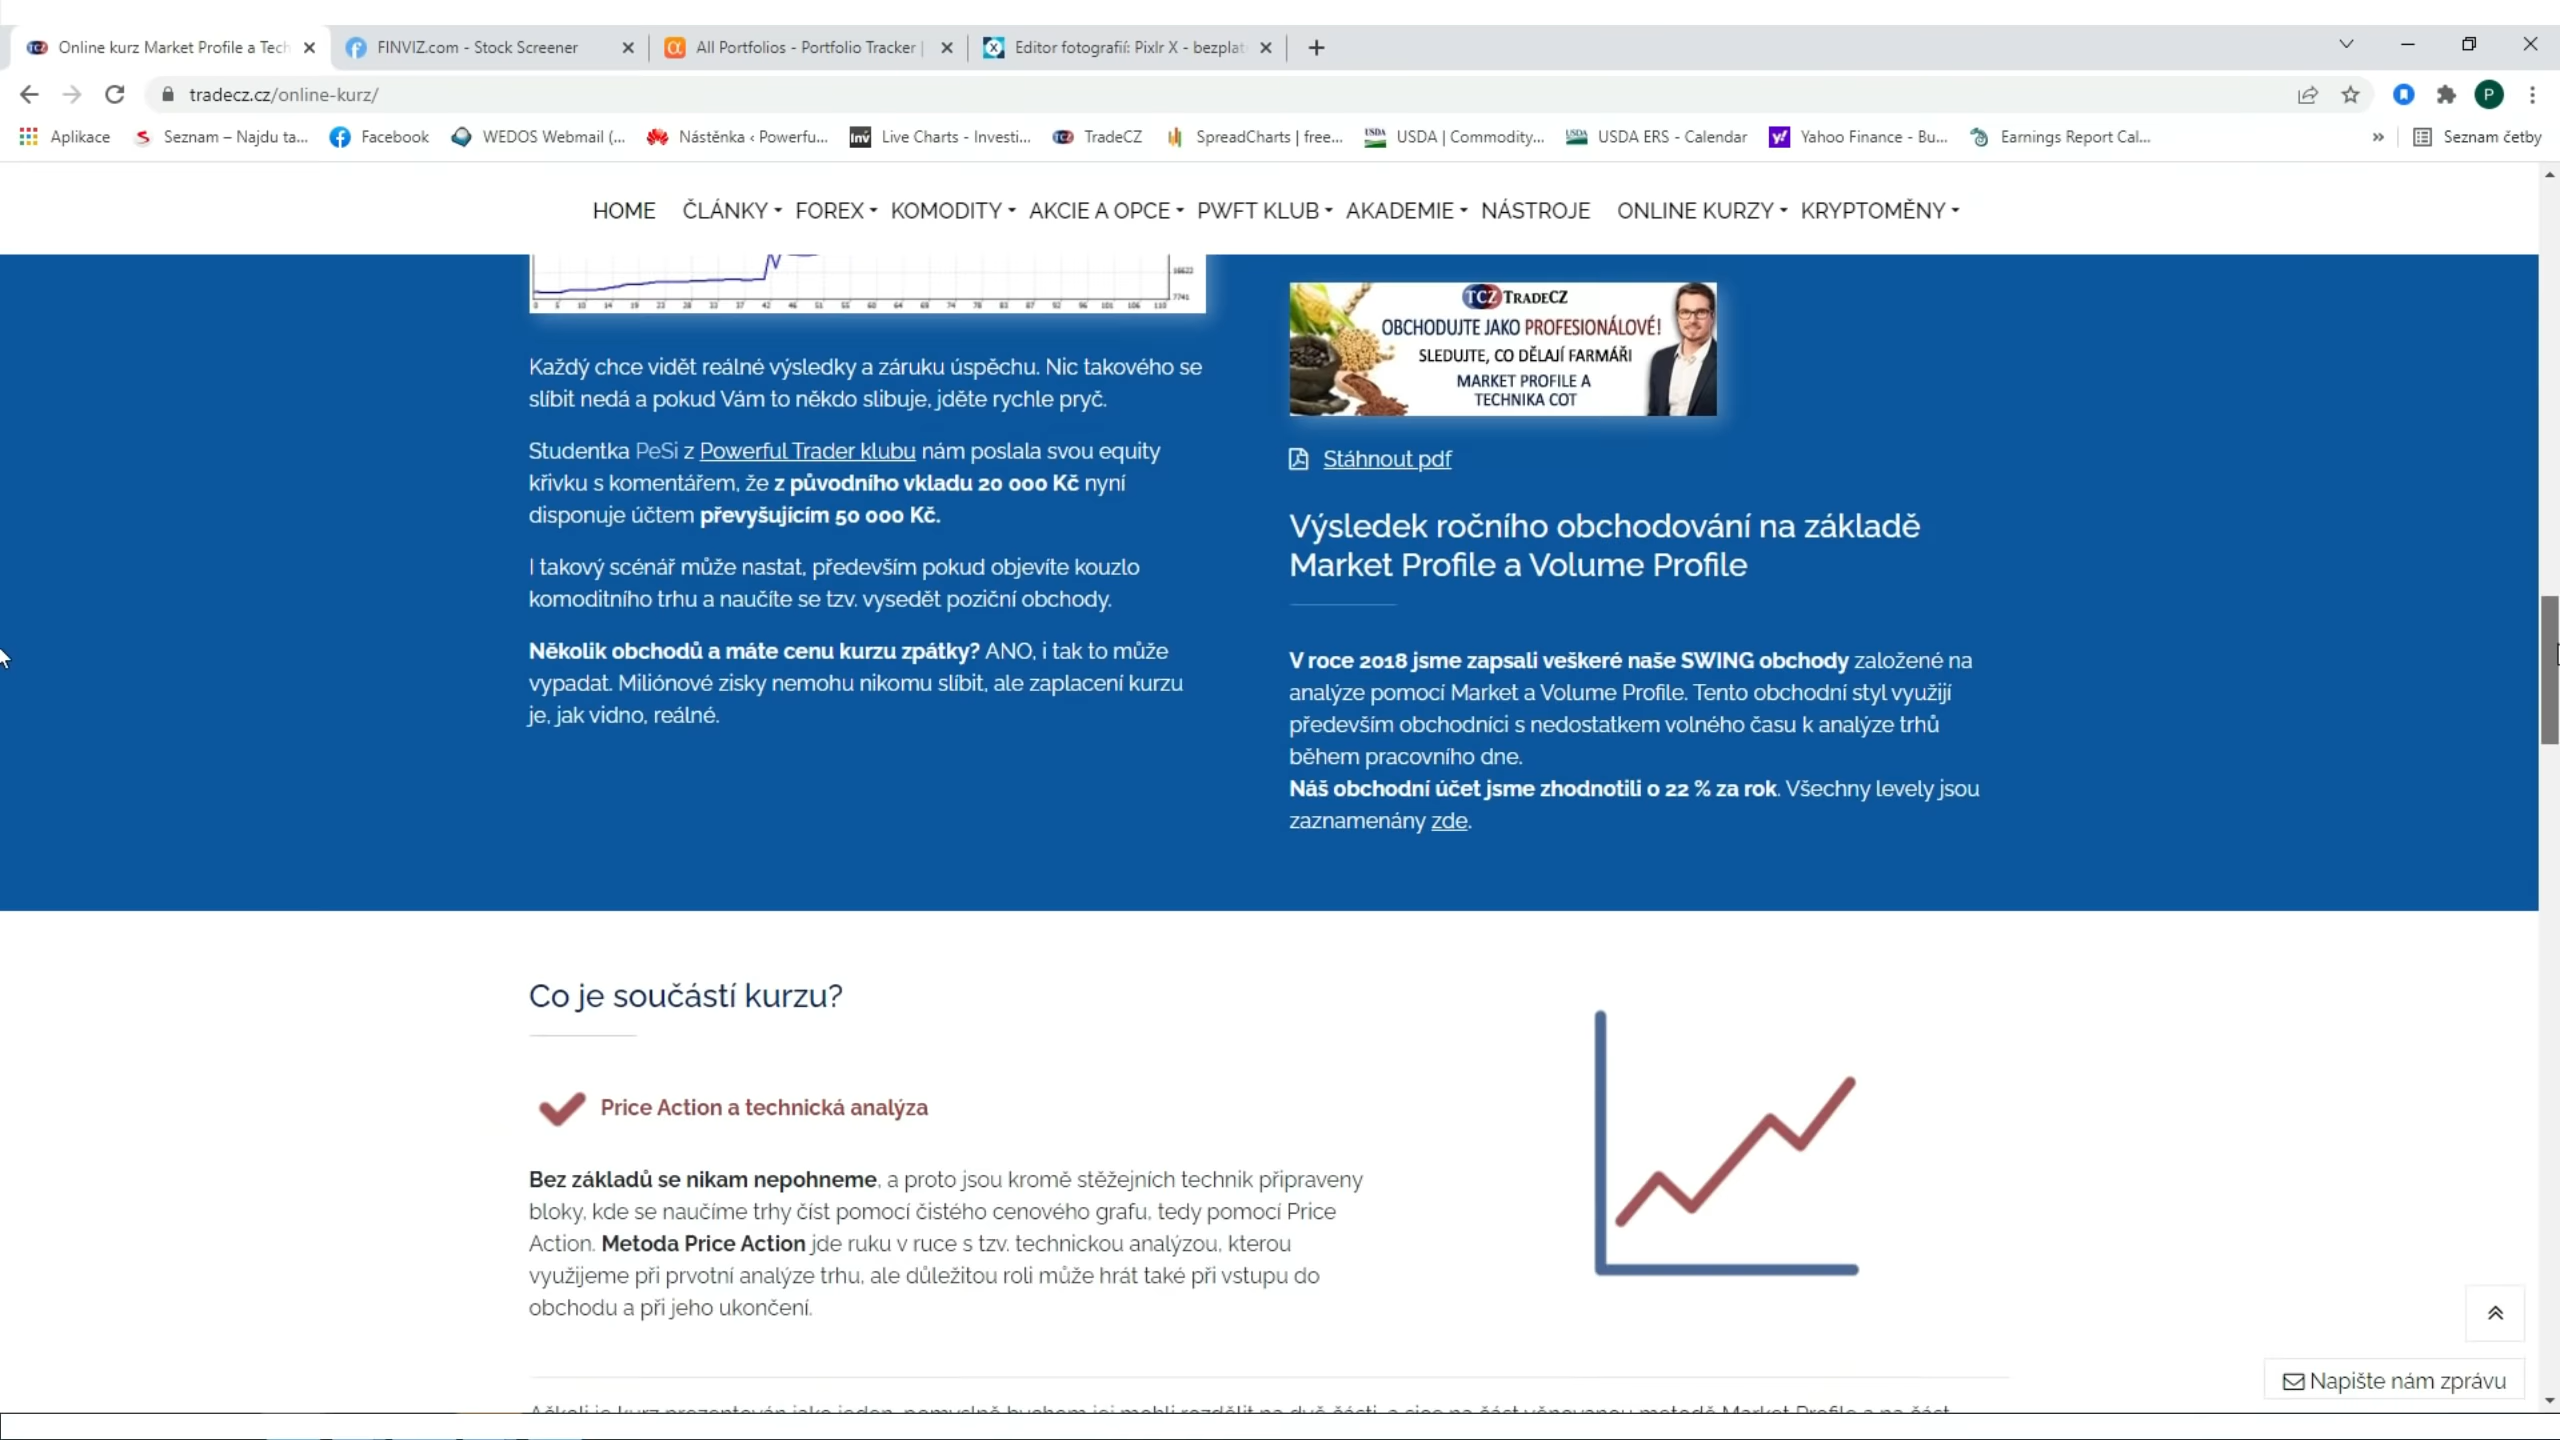 Online kurz Market Profile a Tech
FINVIZ.com - Stock Screener
All Portfolios - Portfolio Tracker |
Editor fotografií: Pixlr X - bezplat
tradecz.cz/online-kurz/
P
Aplikace
Seznam – Najdu ta...
Facebook
WEDOS Webmail (...
Nástěnka ‹ Powerfu...
Inv Live Charts - Investi...
TradeCZ
SpreadCharts | free...
USDA USDA | Commodity...
USDA USDA ERS - Calendar
y! Yahoo Finance - Bu...
Earnings Report Cal...
Seznam četby
HOME ČLÁNKY FOREX KOMODITY AKCIE A OPCE PWFT KLUB AKADEMIE NÁSTROJE ONLINE KURZY KRYPTOMĚNY
7741
Každý chce vidět reálné výsledky a záruku úspěchu. Nic takového se
slíbit nedá a pokud Vám to někdo slibuje, jděte rychle pryč.
Studentka PeSi z Powerful Trader klubu nám poslala svou equity
křivku s komentářem, že z původního vkladu 20 000 Kč nyní
disponuje účtem převyšujícím 50 000 Kč.
I takový scénář může nastat, především pokud objevíte kouzlo
komoditního trhu a naučíte se tzv. vysedět poziční obchody.
Několik obchodů a máte cenu kurzu zpátky? ANO, i tak to může
vypadat. Miliónové zisky nemohu nikomu slíbit, ale zaplacení kurzu
je, jak vidno, reálné.
TCZ TRADECZ
OBCHODUJTE JAKO PROFESIONÁLOVÉ!
SLEDUJTE, CO DĚLAJÍ FARMÁŘI
MARKET PROFILE A
TECHNIKA COT
Stáhnout pdf
Výsledek ročního obchodování na základě
Market Profile a Volume Profile
V roce 2018 jsme zapsali veškeré naše SWING obchody založené na
analýze pomocí Market a Volume Profile. Tento obchodní styl využijí
především obchodníci s nedostatkem volného času k analýze trhů
během pracovního dne.
Náš obchodní účet jsme zhodnotili o 22 % za rok. Všechny levely jsou
zaznamenány zde.
Co je součástí kurzu?
Price Action a technická analýza
Bez základů se nikam nepohneme, a proto jsou kromě stěžejních technik připraveny
bloky, kde se naučíme trhy číst pomocí čistého cenového grafu, tedy pomocí Price
Action. Metoda Price Action jde ruku v ruce s tzv. technickou analýzou, kterou
využijeme při prvotní analýze trhu, ale důležitou roli může hrát také při vstupu do
obchodu a při jeho ukončení.
Napište nám zprávu